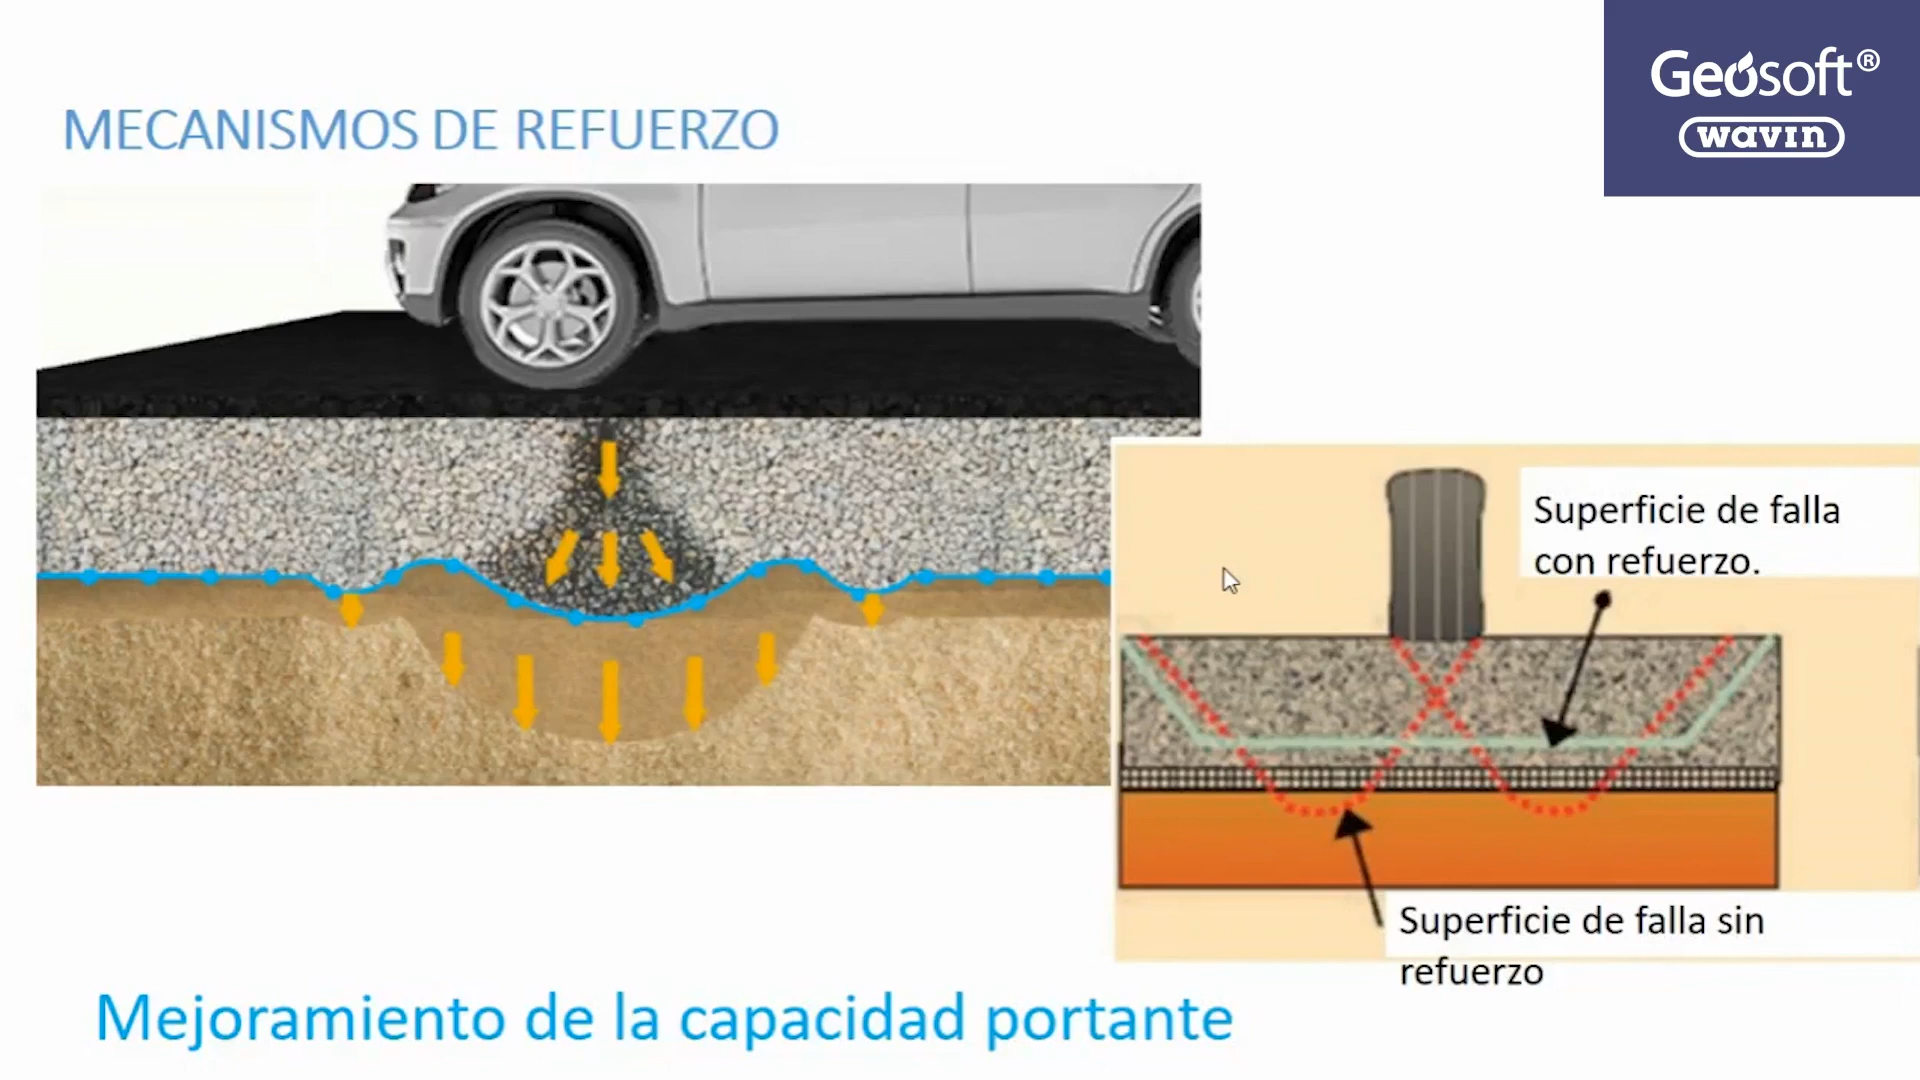 Geosoft®
wavin
MECANISMOS DE REFUERZO
Superficie de falla
con refuerzo.
Superficie de falla sin
refuerzo
Mejoramiento de la capacidad portante